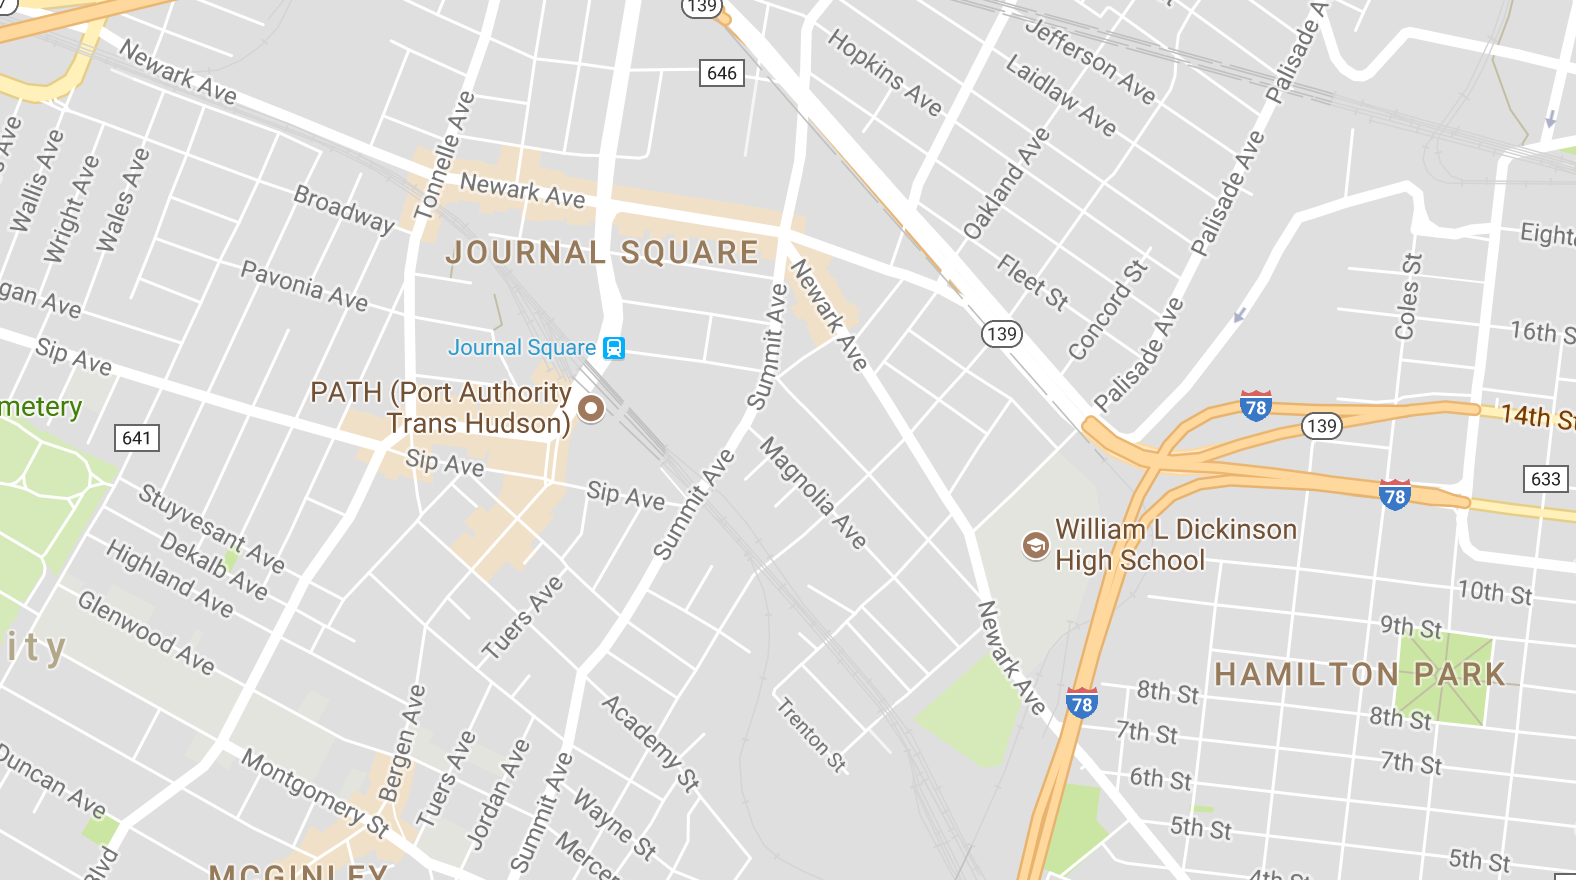 139
646
Newark Ave
Hopkins Ave
Jefferson Ave
Laidlaw Ave
Palisade A
Wallis Ave
Wright Ave
Wales Ave
Tonnelle Ave
Broadway
Newark Ave
Oakland Ave
Palisade Ave
JOURNAL SQUARE
Pavonia Ave
gan Ave
Newark Ave
Fleet St
Concord St
Coles St
16th S
Summit Ave
139
Journal Square
Sip Ave
Palisade Ave
PATH (Port Authority
Trans Hudson)
metery
641
78
139
14th St
Sip Ave
Sip Ave
Magnolia Ave
Summit Ave
78
633
Stuyvesant Ave
Dekalb Ave
Highland Ave
Glenwood Ave
William L Dickinson
High School
10th St
9th St
Tuers Ave
Newark Ave
ity
HAMILTON PARK
78
8th St
8th St
7th St
7th St
6th St
5th St
5th St
4th St
Academy St
Trenton St
Bergen Ave
Tuers Ave
Jordan Ave
Summit Ave
Montgomery St
Duncan Ave
Wayne St
Mercer
Blvd
MCGINLEY